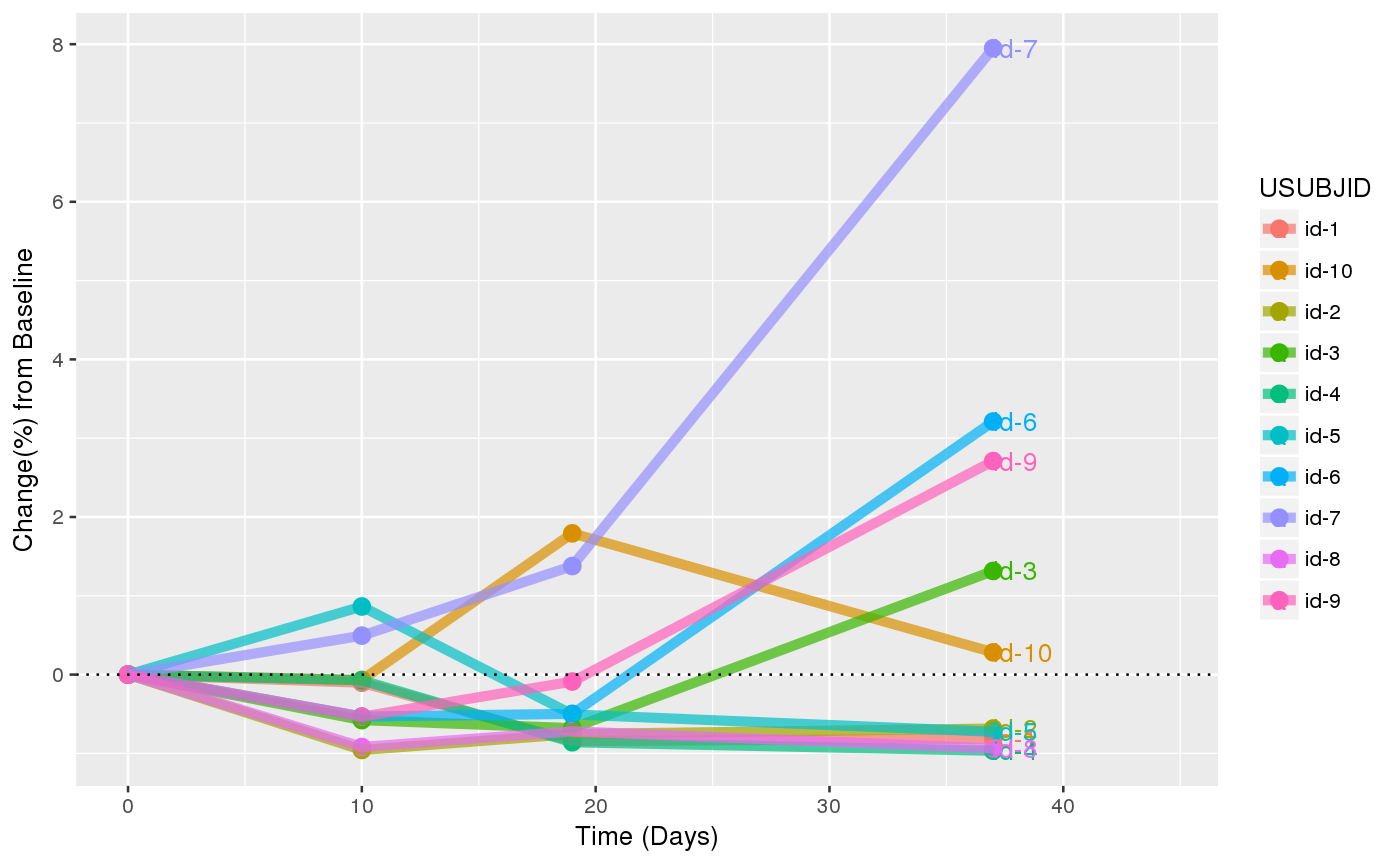 Change(%) from Baseline
8
6
4
2
0
0
10
20
30
40
Time (Days)
id-7
id-6
id-9
id-3
id-10
USUBJID
id-1
id-10
id-2
id-3
id-4
id-5
id-6
id-7
id-8
id-9